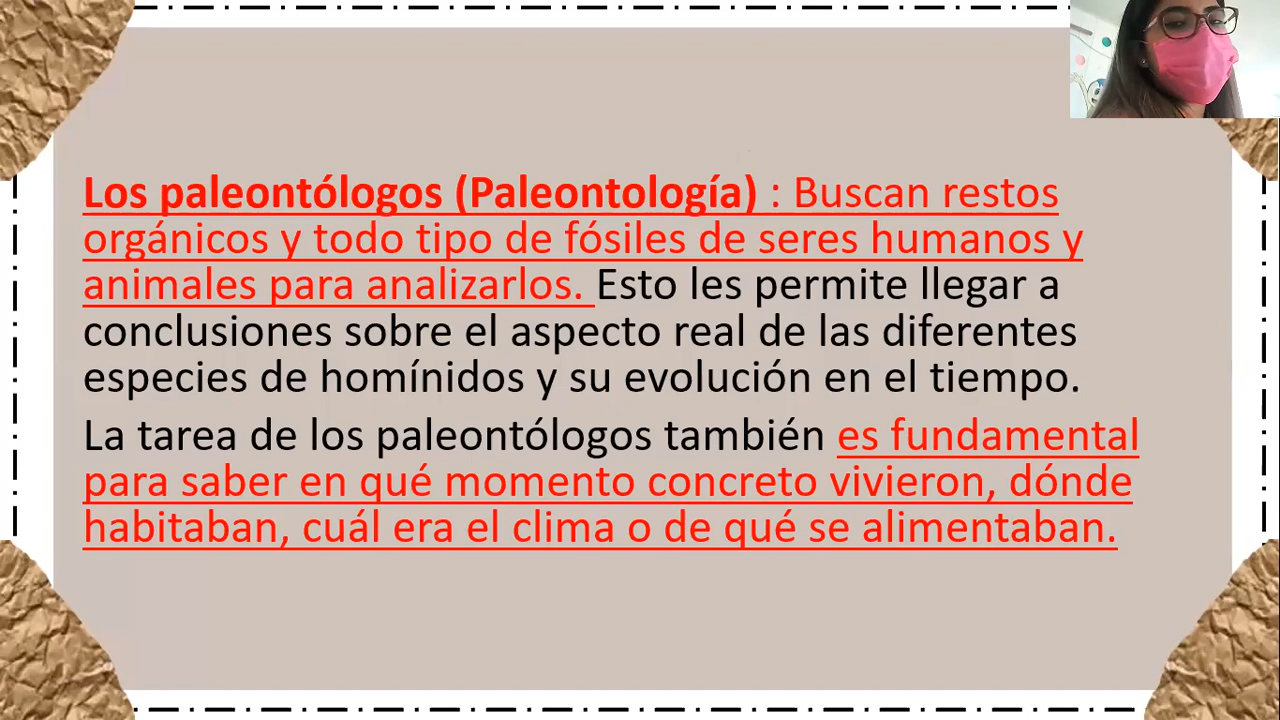 Los paleontólogos (Paleontología) : Buscan restos
orgánicos y todo tipo de fósiles de seres humanos y
animales para analizarlos. Esto les permite llegar a
conclusiones sobre el aspecto real de las diferentes
especies de homínidos y su evolución en el tiempo.
La tarea de los paleontólogos también es fundamental
para saber en qué momento concreto vivieron, dónde
habitaban, cuál era el clima o de qué se alimentaban.